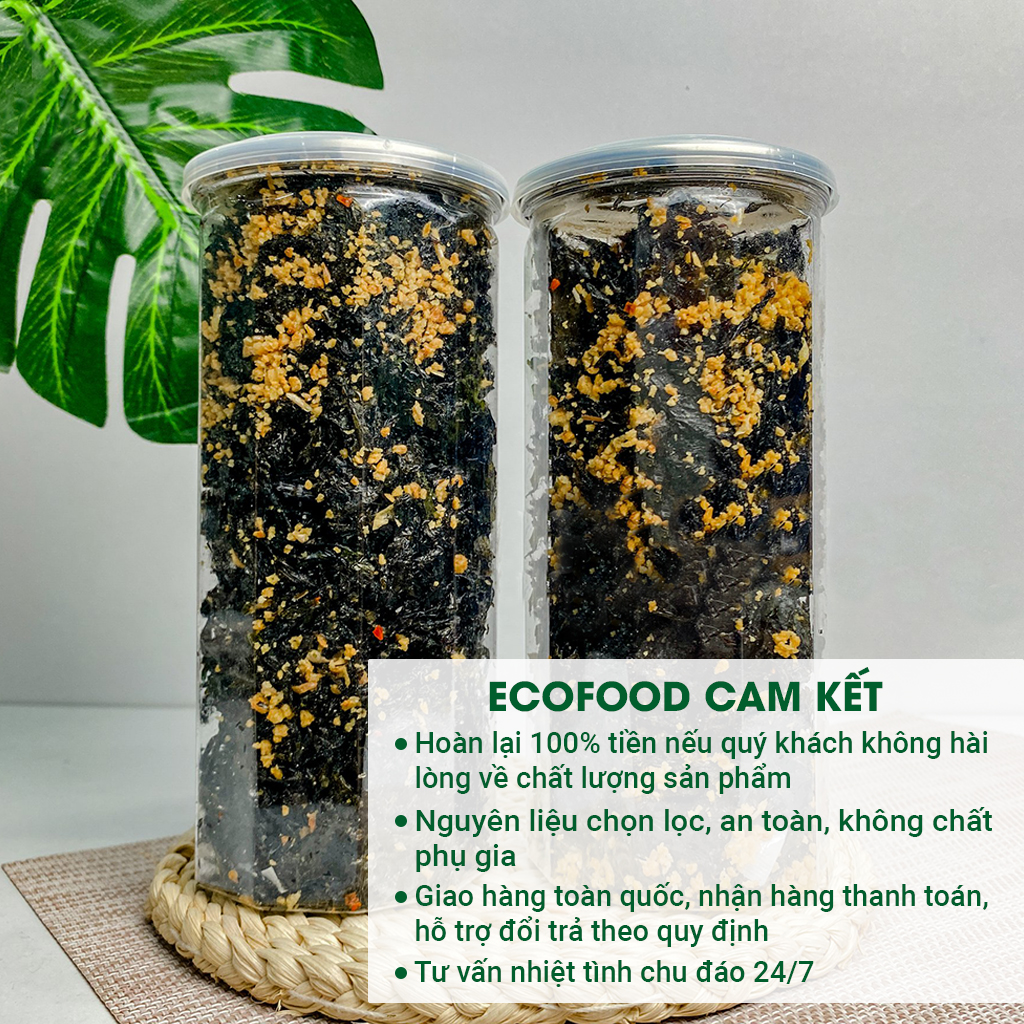 ECOFOOD CAM KẾT
• Hoàn lại 100% tiền nếu quý khách không hài
lòng về chất lượng sản phẩm
• Nguyên liệu chọn lọc, an toàn, không chất
phụ gia
• Giao hàng toàn quốc, nhận hàng thanh toán,
hỗ trợ đổi trả theo quy định
• Tư vấn nhiệt tình chu đáo 24/7